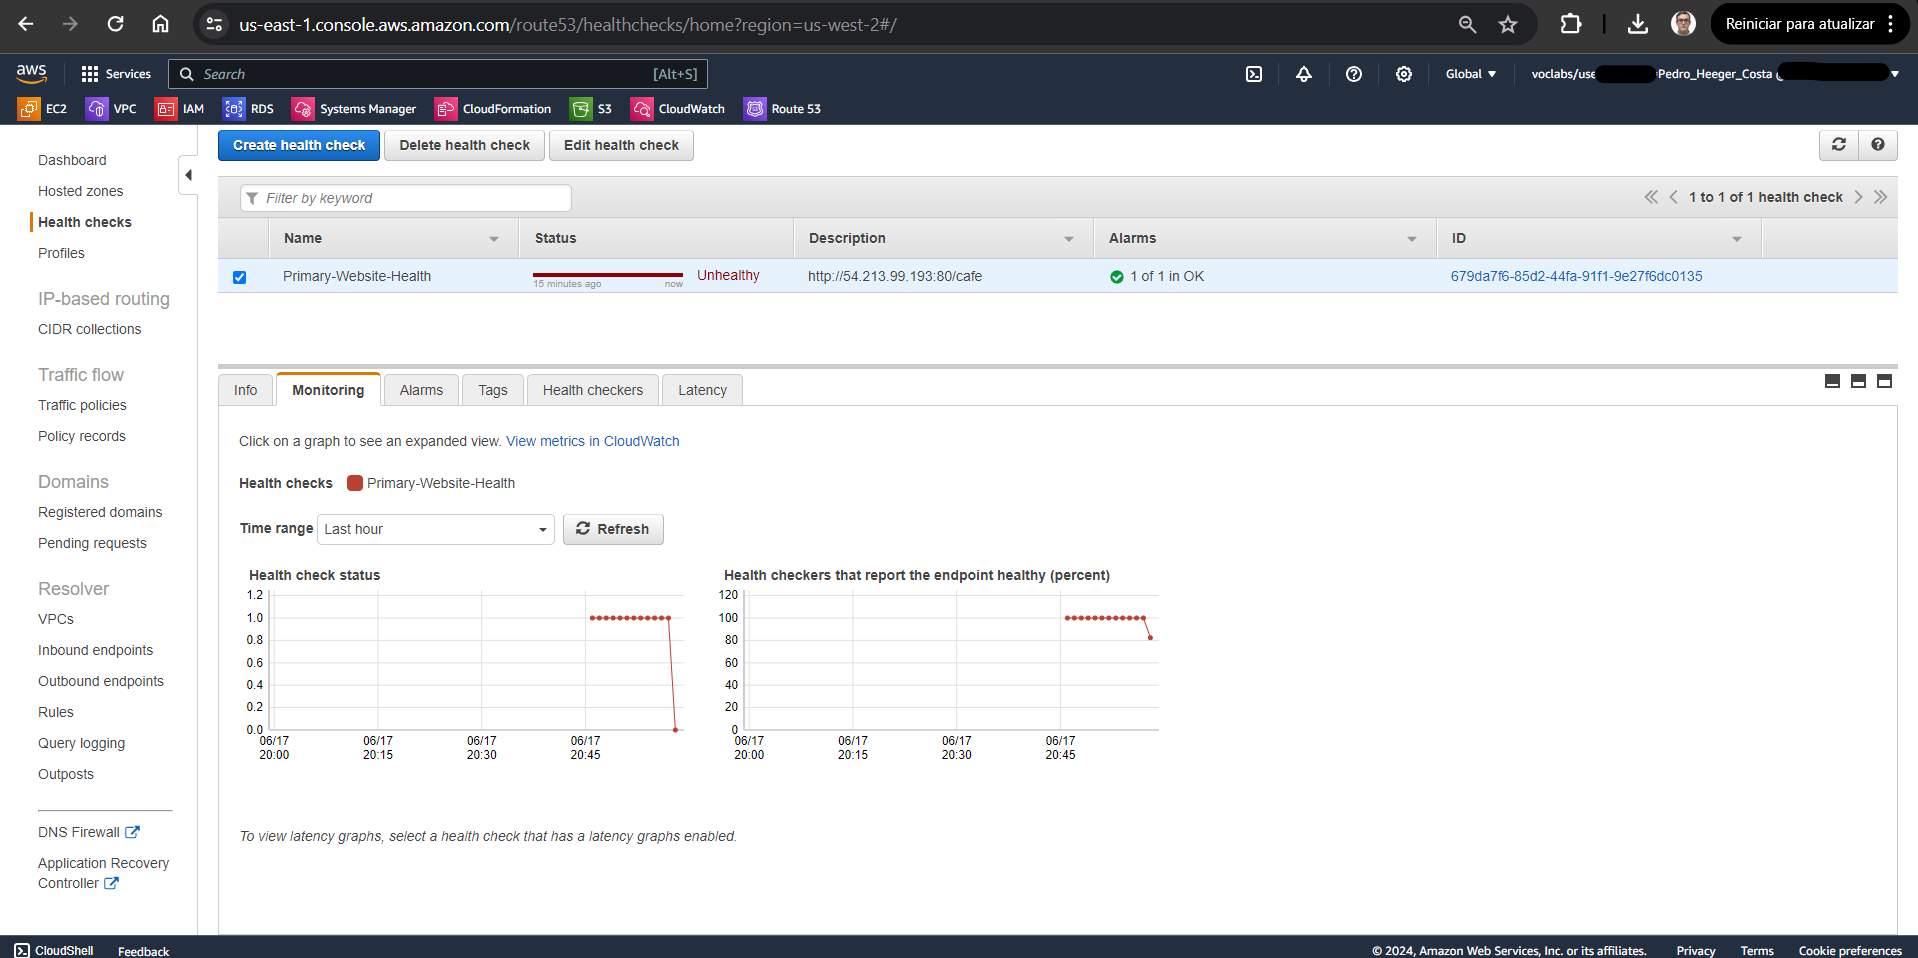 us-east-1.console.aws.amazon.com/route53/healthchecks/home?region=us-west-2#/
Reiniciar para atualizar
aws
Services
Search
[Alt+S]
Global
voclabs/use
Pedro_Heeger_Costa @
EC2
VPC
IAM
RDS
Systems Manager
CloudFormation
S3
CloudWatch
Route 53
Dashboard
Hosted zones
Health checks
Profiles
IP-based routing
CIDR collections
Traffic flow
Traffic policies
Policy records
Domains
Registered domains
Pending requests
Resolver
VPCs
Inbound endpoints
Outbound endpoints
Rules
Query logging
Outposts
DNS Firewall
Application Recovery
Controller
Create health check
Delete health check
Edit health check
Filter by keyword
1 to 1 of 1 health check
Name
Status
Description
Alarms
ID
Primary-Website-Health
15 minutes ago
now
Unhealthy
http://54.213.99.193:80/cafe
1 of 1 in OK
679da7f6-85d2-44fa-91f1-9e27f6dc0135
Info
Monitoring
Alarms
Tags
Health checkers
Latency
Click on a graph to see an expanded view. View metrics in CloudWatch
Health checks
Primary-Website-Health
Time range
Last hour
Refresh
Health check status
1.2
1.0
0.8
0.6
0.4
0.2
0.0
06/17 20:00
06/17 20:15
06/17 20:30
06/17 20:45
Health checkers that report the endpoint healthy (percent)
120
100
80
60
40
20
0
06/17 20:00
06/17 20:15
06/17 20:30
06/17 20:45
To view latency graphs, select a health check that has a latency graphs enabled.
CloudShell
Feedback
© 2024, Amazon Web Services, Inc. or its affiliates.
Privacy
Terms
Cookie preferences